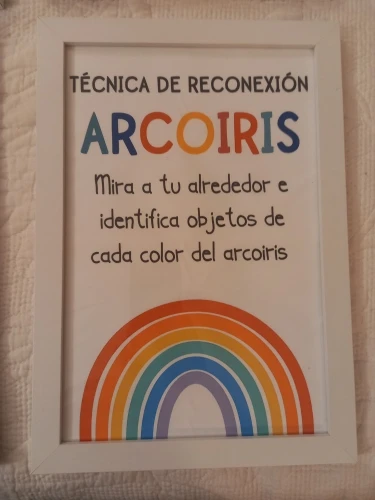 TÉCNICA DE RECONEXIÓN
ARCOIRIS
Mira a tu alrededor e
identifica objetos de
cada color del arcoiris